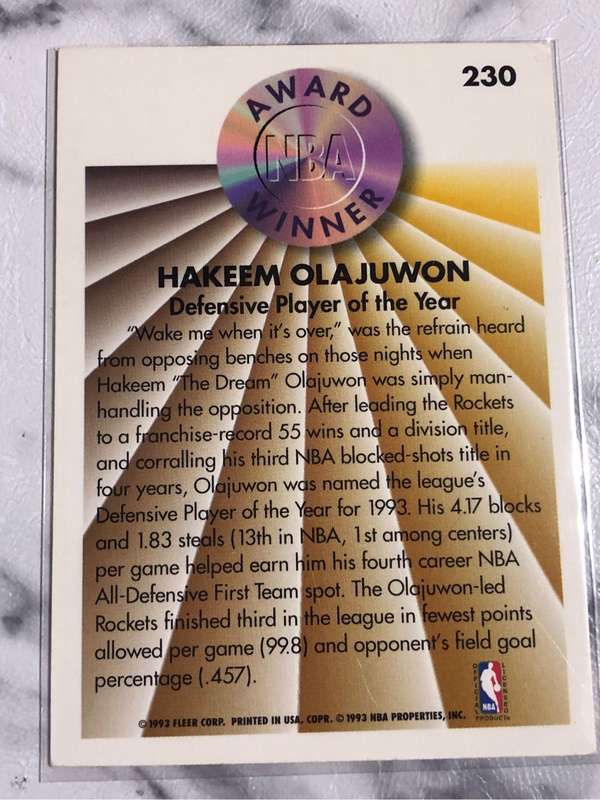 230
AWARD
NBA
WINNER
HAKEEM OLAJUWON
Defensive Player of the Year
“Wake me when it’s over,” was the refrain heard
from opposing benches on those nights when
Hakeem “The Dream” Olajuwon was simply man-
handling the opposition. After leading the Rockets
to a franchise-record 55 wins and a division title,
and corralling his third NBA blocked-shots title in
four years, Olajuwon was named the league’s
Defensive Player of the Year for 1993. His 4.17 blocks
and 1.83 steals (13th in NBA, 1st among centers)
per game helped earn him his fourth career NBA
All-Defensive First Team spot. The Olajuwon-led
Rockets finished third in the league in fewest points
allowed per game (99.8) and opponent’s field goal
percentage (.457).
OFFICIAL
LICENSED
NBA
PRODUCT
© 1993 FLEER CORP. PRINTED IN USA. COPR. © 1993 NBA PROPERTIES, INC.